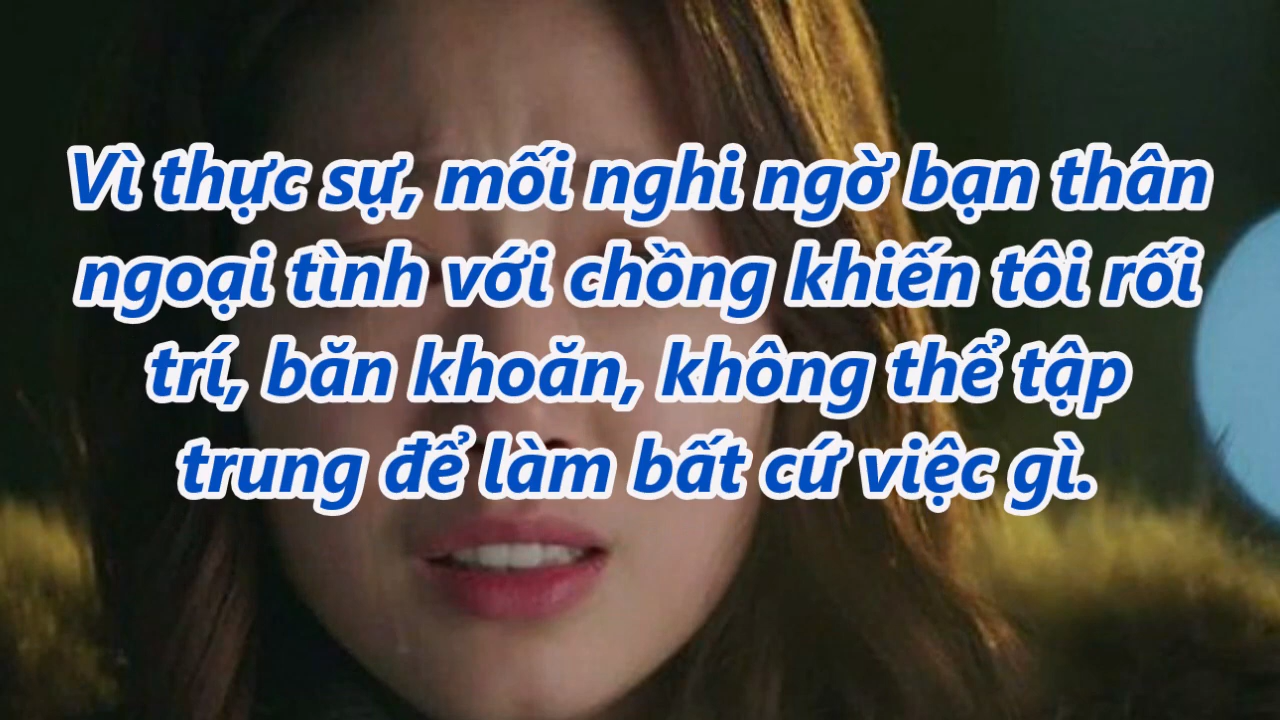 Vì thực sự, mối nghi ngờ bạn thân
ngoại tình với chồng khiến tôi rối
trí, băn khoăn, không thể tập
trung để làm bất cứ việc gì.